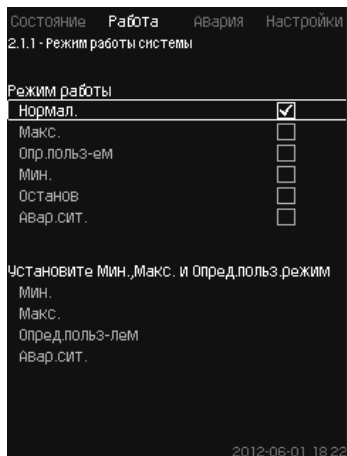 Состояние Работа Авария Настройки
2.1.1 - Режим работы системы
Режим работы
Нормал.
Макс.
Опр.польз-ем
Мин.
Останов
Авар.сит.
Установите Мин.,Макс. и Опред.польз.режим
Мин.
Макс.
Опред.польз-лем
Авар.сит.
2012-06-01 18:22